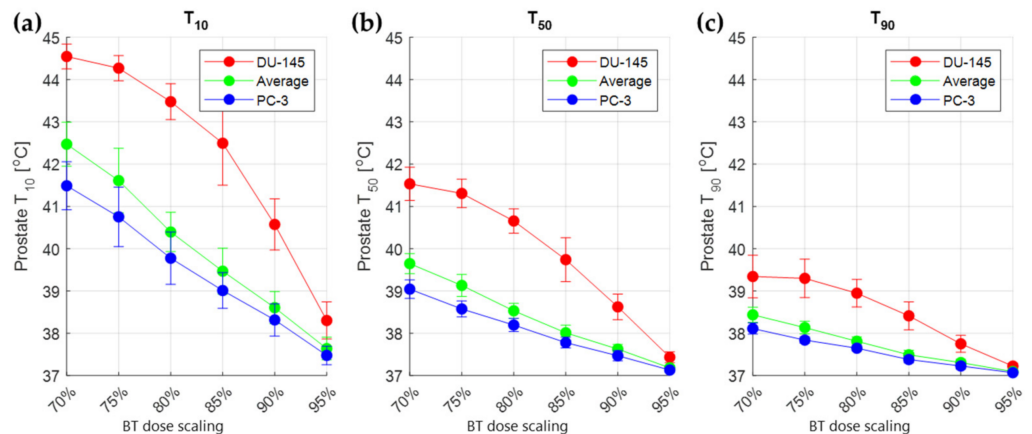 (a)
T10
Prostate T10 [°C]
45
44
43
42
41
40
39
38
37
DU-145
Average
PC-3
70%
75%
80%
85%
90%
95%
BT dose scaling
(b)
T50
Prostate T50 [°C]
45
44
43
42
41
40
39
38
37
DU-145
Average
PC-3
70%
75%
80%
85%
90%
95%
BT dose scaling
(c)
T90
Prostate T90 [°C]
45
44
43
42
41
40
39
38
37
DU-145
Average
PC-3
70%
75%
80%
85%
90%
95%
BT dose scaling